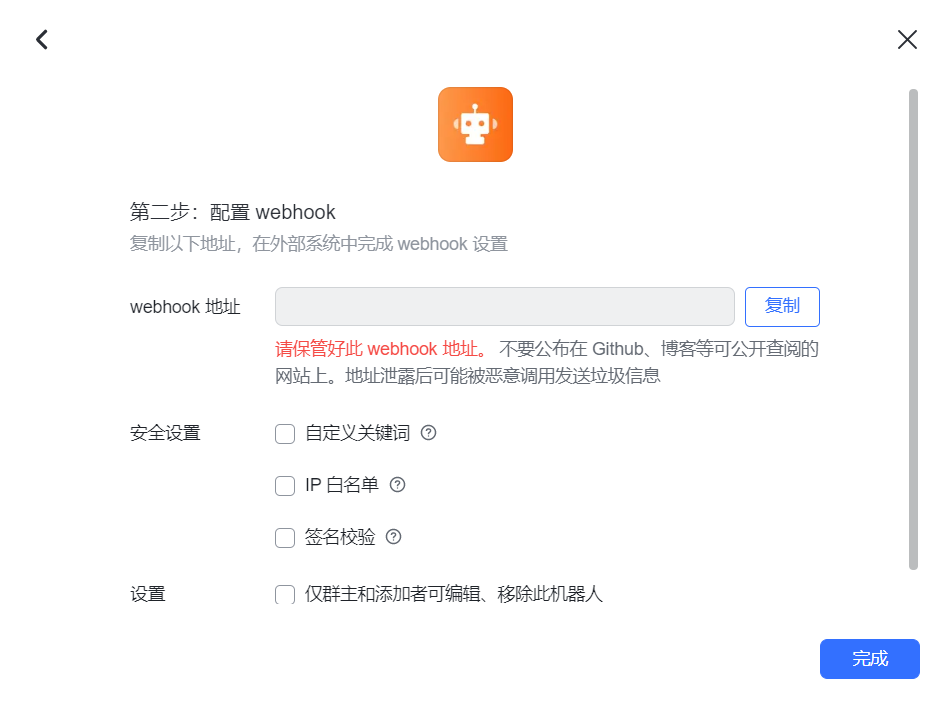 第二步：配置 webhook
复制以下地址，在外部系统中完成 webhook 设置
webhook 地址
复制
请保管好此 webhook 地址。 不要公布在 Github、博客等可公开查阅的
网站上。地址泄露后可能被恶意调用发送垃圾信息
安全设置
自定义关键词
IP 白名单
签名校验
设置
仅群主和添加者可编辑、移除此机器人
完成